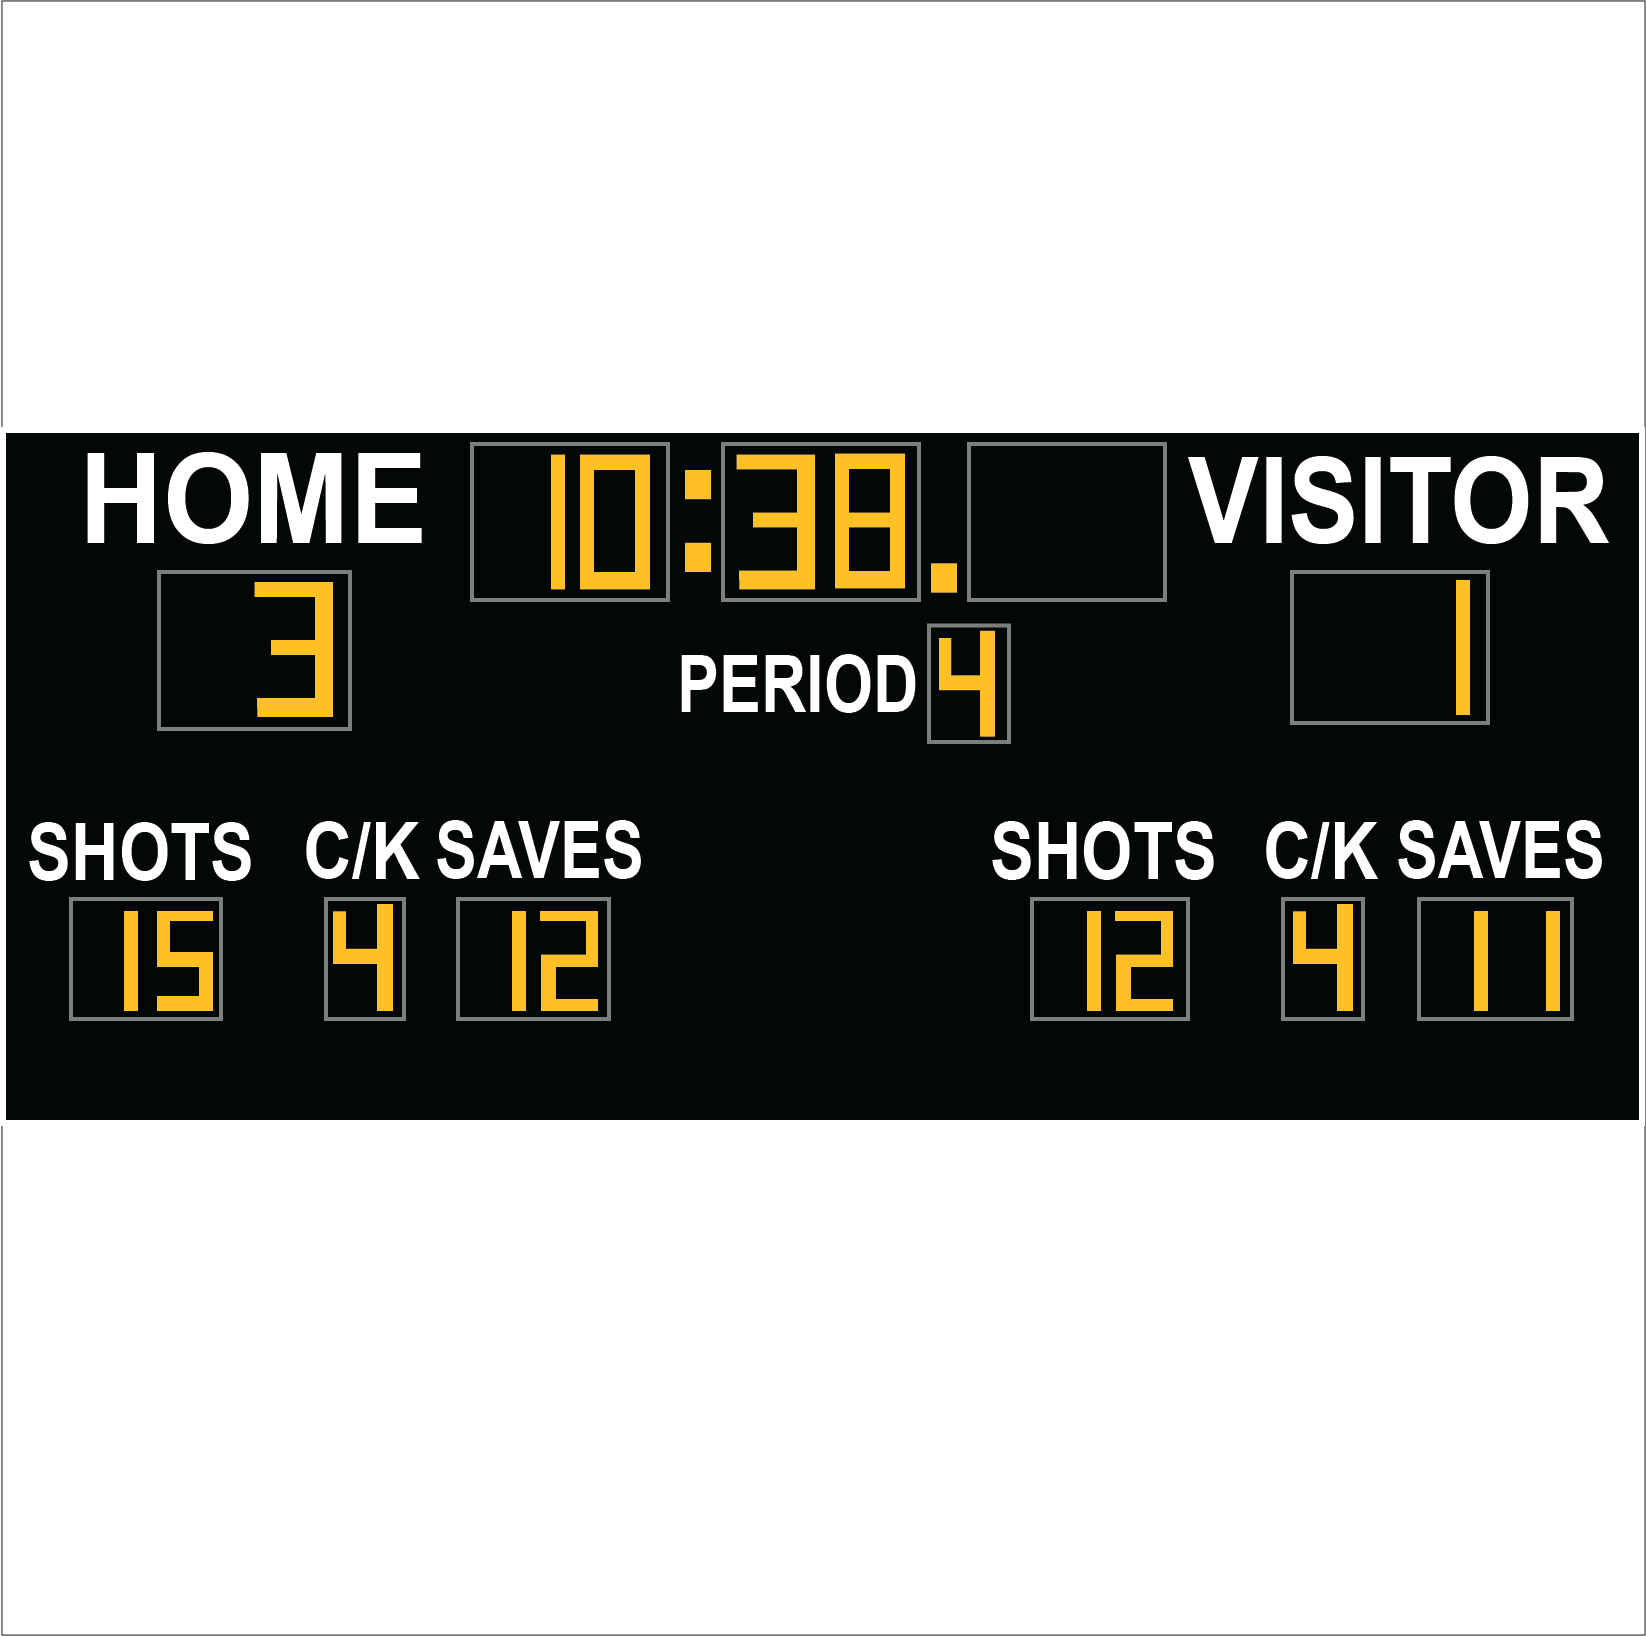 HOME 10:38. VISITOR
3 1
PERIOD 4
SHOTS C/K SAVES SHOTS C/K SAVES
15 4 12 12 4 11